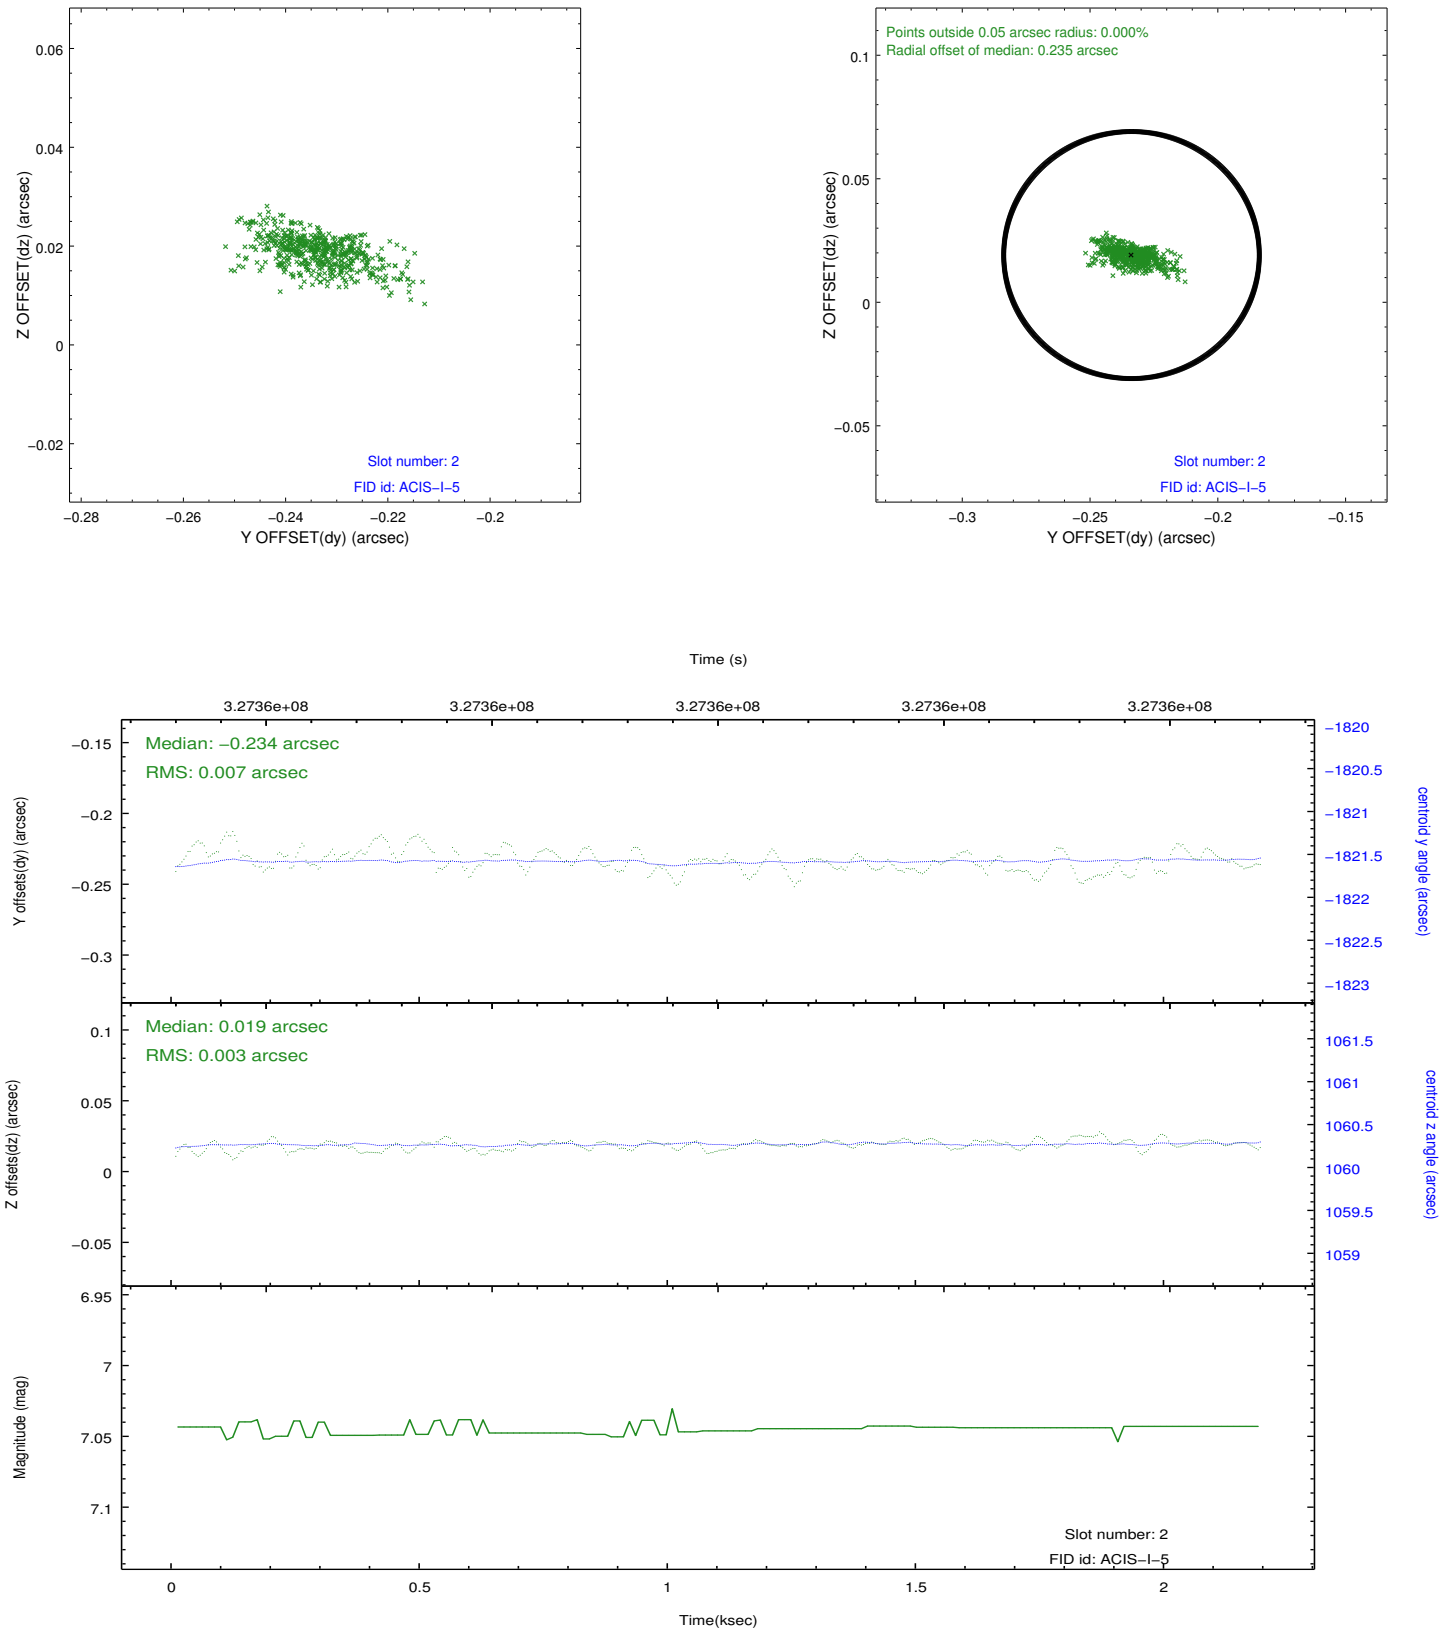 0.06
0.04
0.02
0
−0.02
Z OFFSET(dz) (arcsec)
Slot number: 2
FID id: ACIS−I−5
−0.28
−0.26
−0.24
−0.22
−0.2
Y OFFSET(dy) (arcsec)
Points outside 0.05 arcsec radius: 0.000%
Radial offset of median: 0.235 arcsec
0.1
0.05
0
−0.05
Z OFFSET(dz) (arcsec)
Slot number: 2
FID id: ACIS−I−5
−0.3
−0.25
−0.2
−0.15
Y OFFSET(dy) (arcsec)
Time (s)
3.2736e+08
3.2736e+08
3.2736e+08
3.2736e+08
3.2736e+08
Median: −0.234 arcsec
RMS: 0.007 arcsec
−0.15
−0.2
−0.25
−0.3
Y offsets(dy) (arcsec)
−1820
−1820.5
−1821
−1821.5
−1822
−1822.5
−1823
centroid y angle (arcsec)
Median: 0.019 arcsec
RMS: 0.003 arcsec
0.1
0.05
0
−0.05
Z offsets(dz) (arcsec)
1061.5
1061
1060.5
1060
1059.5
1059
centroid z angle (arcsec)
6.95
7
7.05
7.1
Magnitude (mag)
Slot number: 2
FID id: ACIS−I−5
0
0.5
1
1.5
2
Time(ksec)